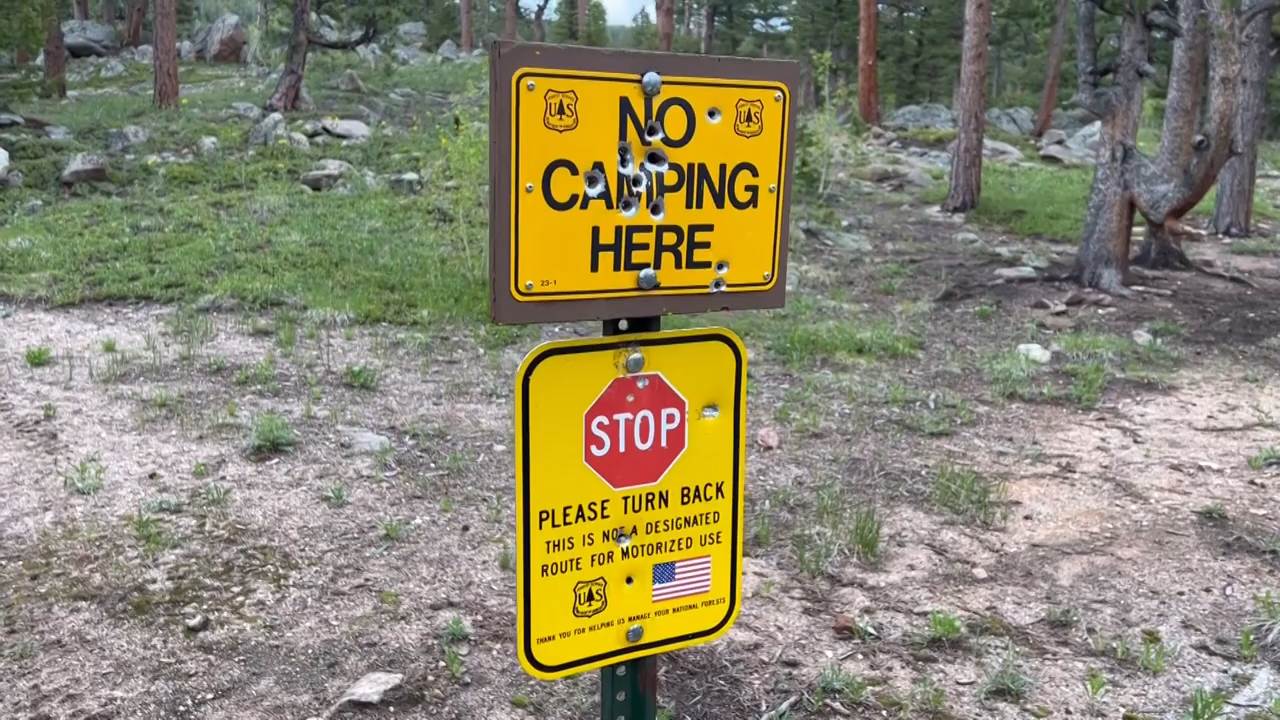 NO
CAMPING
HERE
23-1
STOP
PLEASE TURN BACK
THIS IS NOT A DESIGNATED
ROUTE FOR MOTORIZED USE
US
THANK YOU FOR HELPING US MANAGE YOUR NATIONAL FORESTS